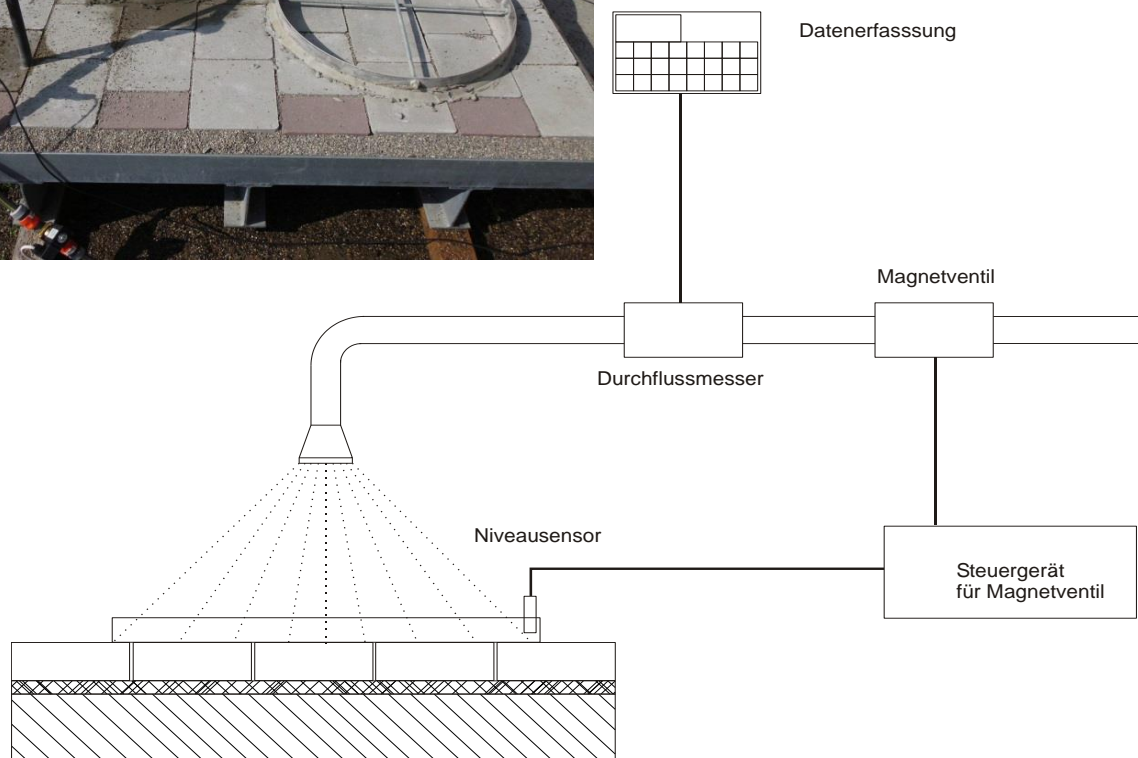 Datenerfasssung
Magnetventil
Durchflussmesser
Niveausensor
Steuergerät
für Magnetventil